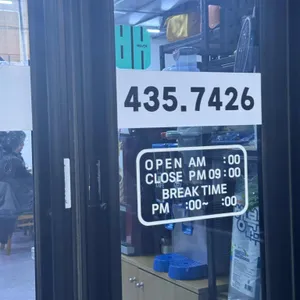 435.7426
OPEN AM :00
CLOSE PM 09:00
BREAK TIME
PM :00~ :00